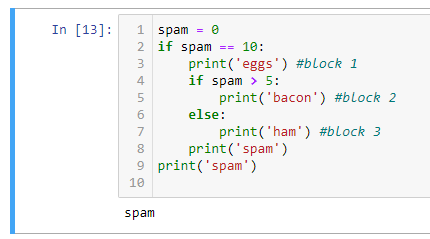 In [13]:
1 spam = 0
2 if spam == 10:
3     print('eggs') #block 1
4     if spam > 5:
5         print('bacon') #block 2
6     else:
7         print('ham') #block 3
8     print('spam')
9 print('spam')
10
spam